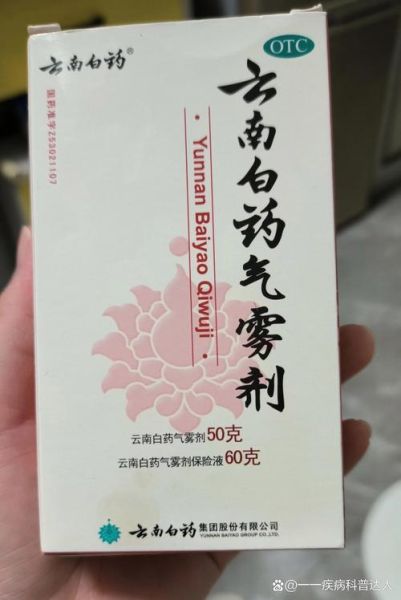 云南白药®
OTC
国药准字Z53021107
云南白药气雾剂
• Yunnan Baiyao Qiwuji •
云南白药气雾剂50克
云南白药气雾剂保险液60克
云南白药集团股份有限公司
YUNNAN BAIYAO GROUP CO.,LTD.
@一一疾病科普达人